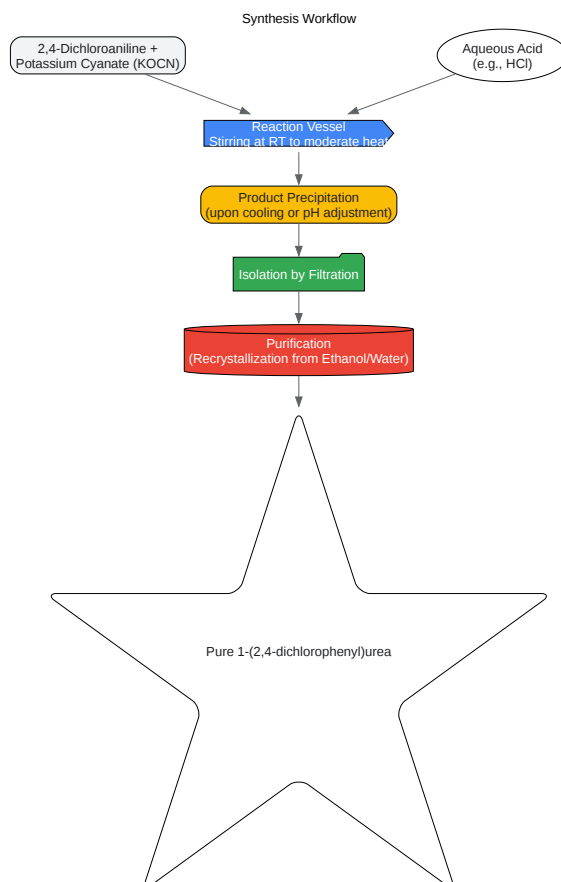 Synthesis Workflow
2,4-Dichloroaniline +
Potassium Cyanate (KOCN)
Aqueous Acid
(e.g., HCl)
Reaction Vessel
Stirring at RT to moderate heat
Product Precipitation
(upon cooling or pH adjustment)
Isolation by Filtration
Purification
(Recrystallization from Ethanol/Water)
Pure 1-(2,4-dichlorophenyl)urea